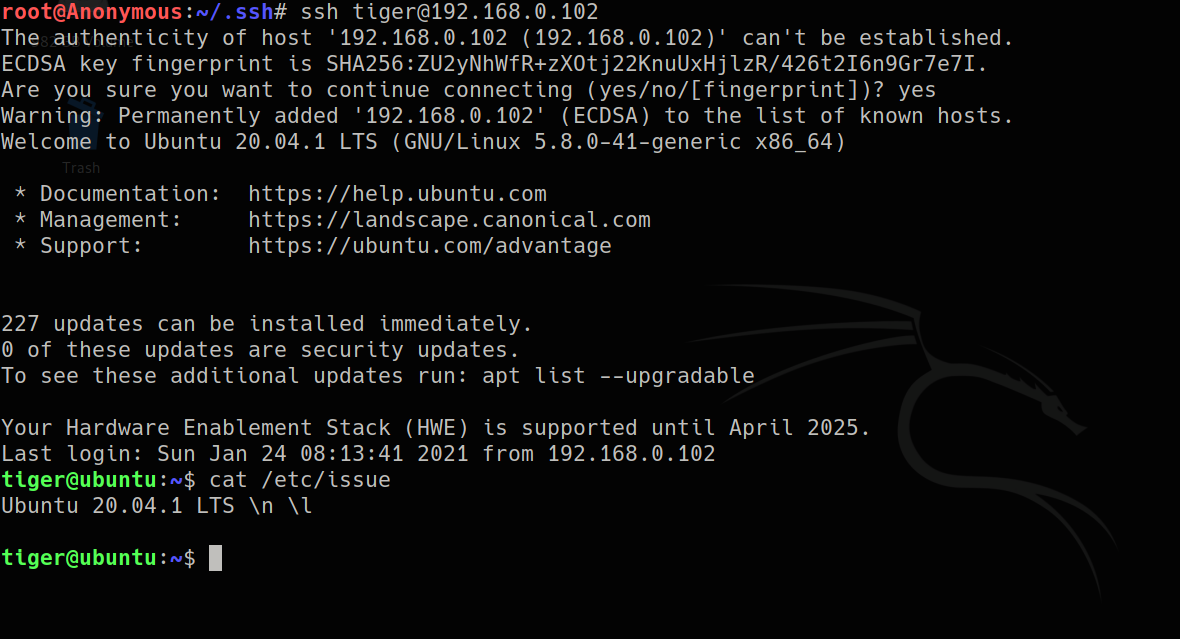 root@Anonymous:~/.ssh# ssh tiger@192.168.0.102
The authenticity of host '192.168.0.102 (192.168.0.102)' can't be established.
ECDSA key fingerprint is SHA256:ZU2yNhWfR+zXOtj22KnuUxHjlzR/426t2I6n9Gr7e7I.
Are you sure you want to continue connecting (yes/no/[fingerprint])? yes
Warning: Permanently added '192.168.0.102' (ECDSA) to the list of known hosts.
Welcome to Ubuntu 20.04.1 LTS (GNU/Linux 5.8.0-41-generic x86_64)
Trash
* Documentation: https://help.ubuntu.com
* Management: https://landscape.canonical.com
* Support: https://ubuntu.com/advantage
227 updates can be installed immediately.
0 of these updates are security updates.
To see these additional updates run: apt list --upgradable
Your Hardware Enablement Stack (HWE) is supported until April 2025.
Last login: Sun Jan 24 08:13:41 2021 from 192.168.0.102
tiger@ubuntu:~$ cat /etc/issue
Ubuntu 20.04.1 LTS \n \l
tiger@ubuntu:~$